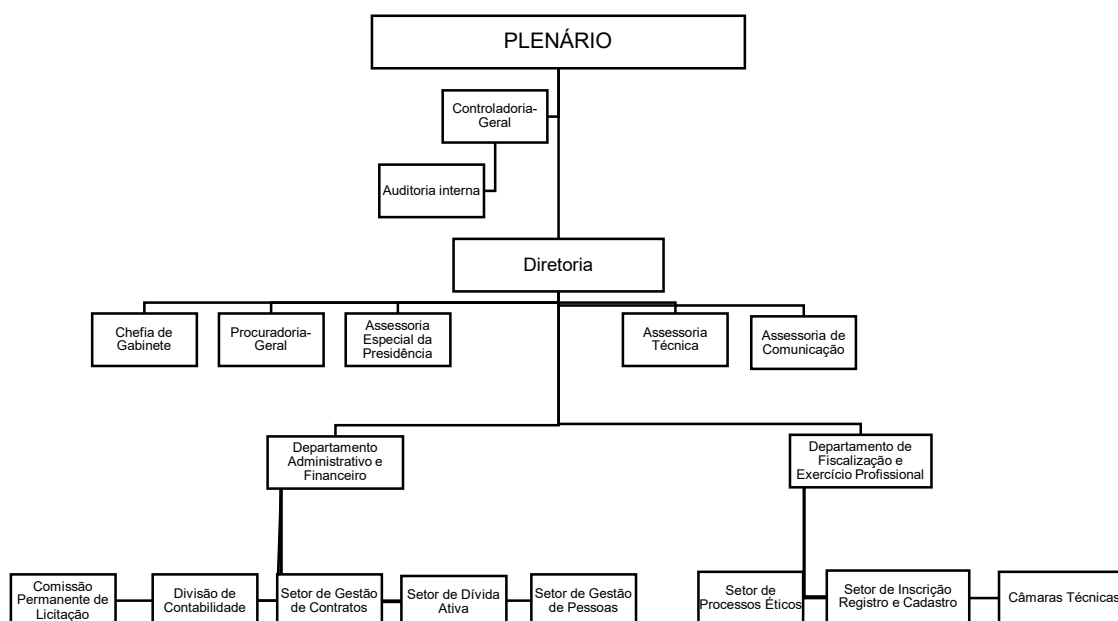 PLENÁRIO
Controladoria-
Geral
Auditoria interna
Diretoria
Chefia de
Gabinete
Procuradoria-
Geral
Assessoria
Especial da
Presidência
Assessoria
Técnica
Assessoria de
Comunicação
Departamento
Administrativo e
Financeiro
Departamento de
Fiscalização e
Exercício Profissional
Comissão
Permanente de
Licitação
Divisão de
Contabilidade
Setor de Gestão
de Contratos
Setor de Dívida
Ativa
Setor de Gestão
de Pessoas
Setor de
Processos Éticos
Setor de Inscrição
Registro e Cadastro
Câmaras Técnicas